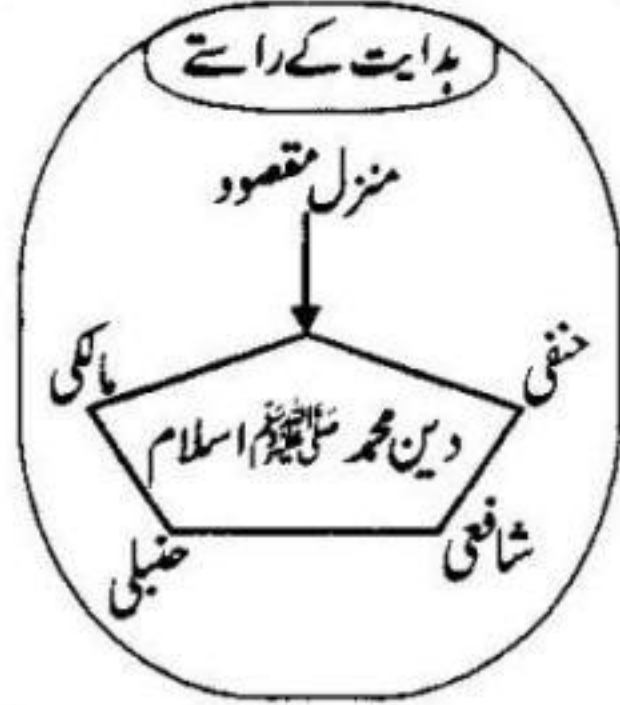 ہدایت کے راستے
منزل مقصود
حنفی
مالکی
دین محمد ﷺ اسلام
شافعی
حنبلی